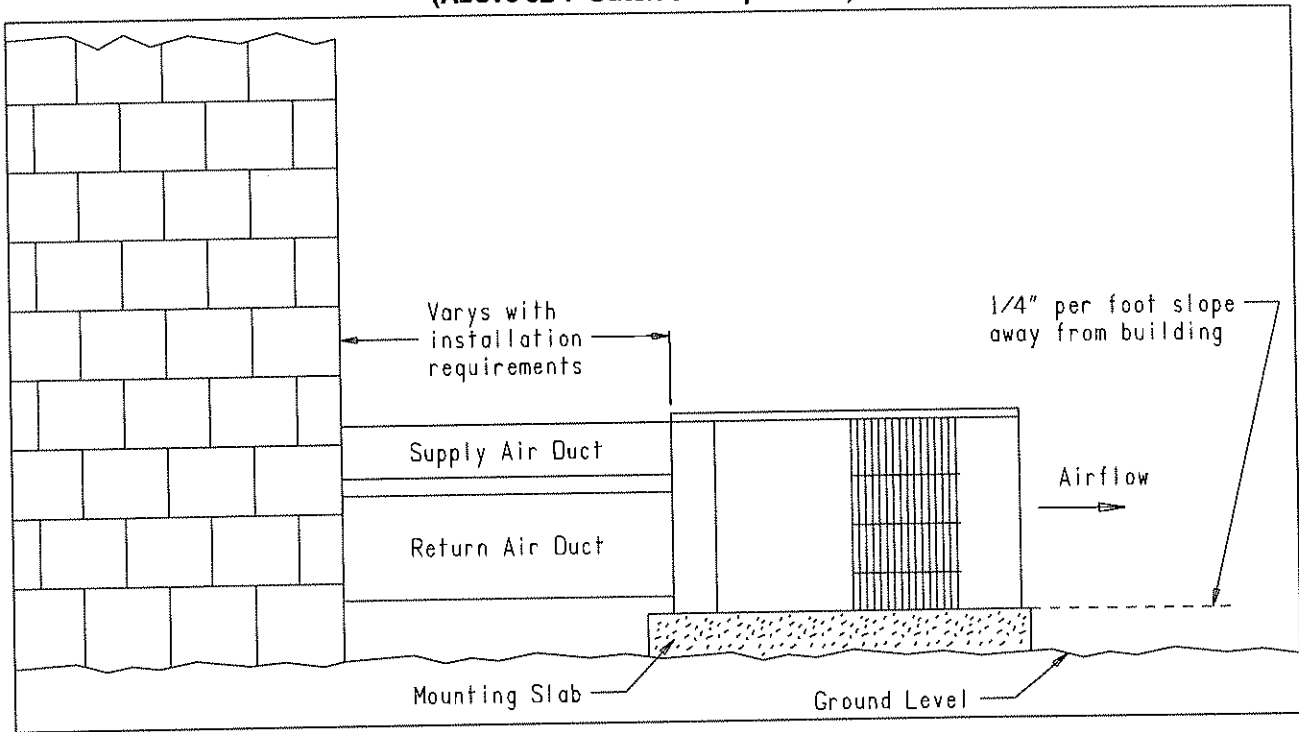 Varys with
installation
requirements
1/4" per foot slope
away from building
Supply Air Duct
Airflow
Return Air Duct
Mounting Slab
Ground Level